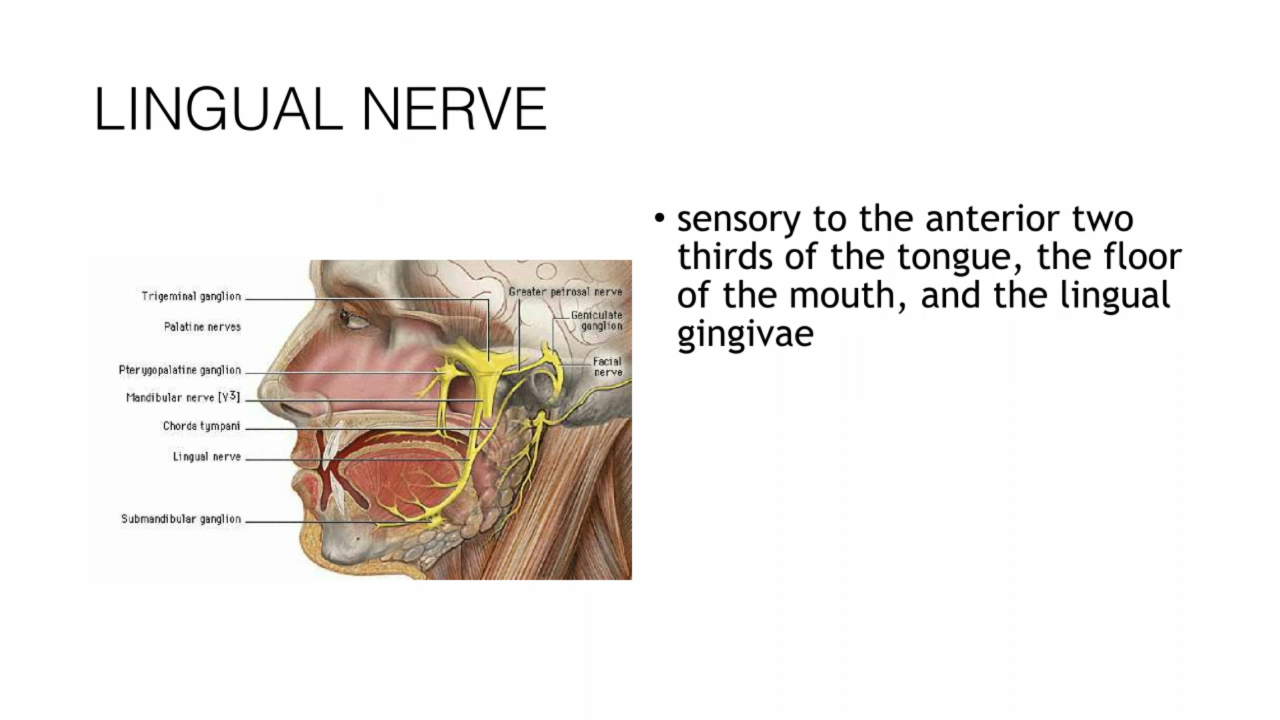 LINGUAL NERVE
• sensory to the anterior two
thirds of the tongue, the floor
of the mouth, and the lingual
gingivae
Trigeminal ganglion
Palatine nerves
Pterygopalatine ganglion
Mandibular nerve [V3]
Chorda tympani
Lingual nerve
Submandibular ganglion
Greater petrosal nerve
Geniculate
ganglion
Facial
nerve